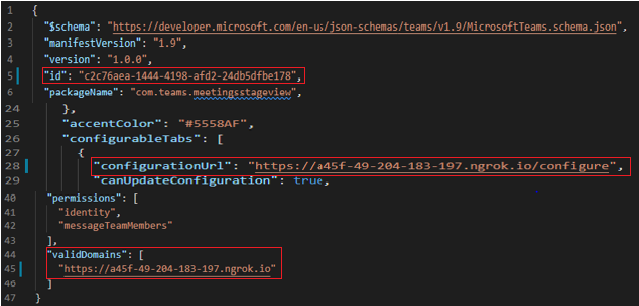 1 {
2 "$schema": "https://developer.microsoft.com/en-us/json-schemas/teams/v1.9/MicrosoftTeams.schema.json",
3 "manifestVersion": "1.9",
4 "version": "1.0.0",
5 "id": "c2c76aea-1444-4198-afd2-24db5dfbe178",
6 "packageName": "com.teams.meetingsstageview",
24 },
25 "accentColor": "#5558AF",
26 "configurableTabs": [
27 {
28 "configurationUrl": "https://a45f-49-204-183-197.ngrok.io/configure",
29 "canUpdateConfiguration": true,
40 "permissions": [
41 "identity",
42 "messageTeamMembers"
43 ],
44 "validDomains": [
45 "https://a45f-49-204-183-197.ngrok.io"
46 ]
47 }